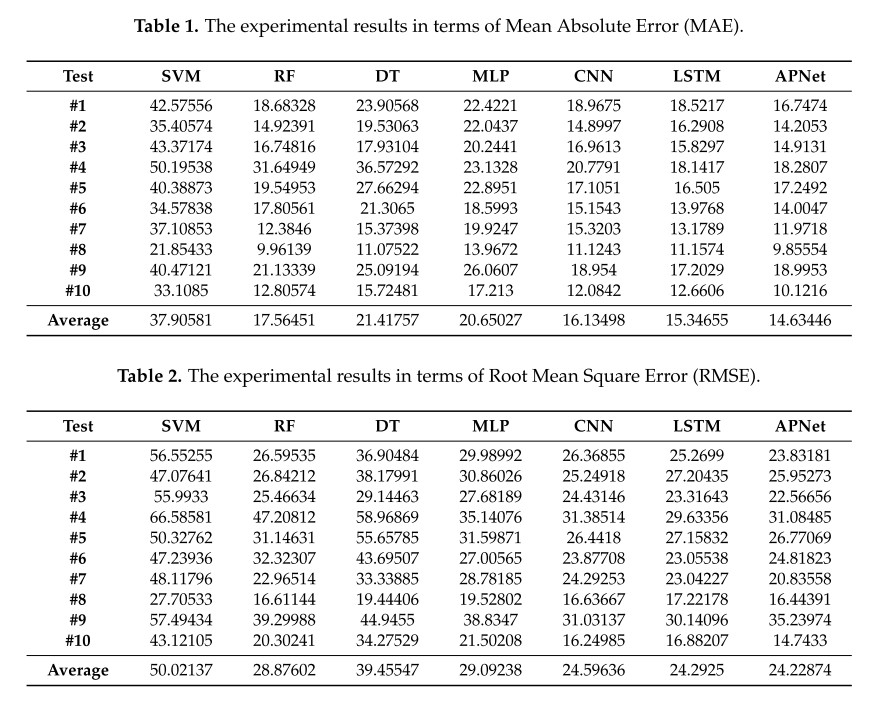 Table 1. The experimental results in terms of Mean Absolute Error (MAE).
Test SVM RF DT MLP CNN LSTM APNet
#1 42.57556 18.68328 23.90568 22.4221 18.9675 18.5217 16.7474
#2 35.40574 14.92391 19.53063 22.0437 14.8997 16.2908 14.2053
#3 43.37174 16.74816 17.93104 20.2441 16.9613 15.8297 14.9131
#4 50.19538 31.64949 36.57292 23.1328 20.7791 18.1417 18.2807
#5 40.38873 19.54953 27.66294 22.8951 17.1051 16.505 17.2492
#6 34.57838 17.80561 21.3065 18.5993 15.1543 13.9768 14.0047
#7 37.10853 12.3846 15.37398 19.9247 15.3203 13.1789 11.9718
#8 21.85433 9.96139 11.07522 13.9672 11.1243 11.1574 9.85554
#9 40.47121 21.13339 25.09194 26.0607 18.954 17.2029 18.9953
#10 33.1085 12.80574 15.72481 17.213 12.0842 12.6606 10.1216
Average 37.90581 17.56451 21.41757 20.65027 16.13498 15.34655 14.63446
Table 2. The experimental results in terms of Root Mean Square Error (RMSE).
Test SVM RF DT MLP CNN LSTM APNet
#1 56.55255 26.59535 36.90484 29.98992 26.36855 25.2699 23.83181
#2 47.07641 26.84212 38.17991 30.86026 25.24918 27.20435 25.95273
#3 55.9933 25.46634 29.14463 27.68189 24.43146 23.31643 22.56656
#4 66.58581 47.20812 58.96869 35.14076 31.38514 29.63356 31.08485
#5 50.32762 31.14631 55.65785 31.59871 26.4418 27.15832 26.77069
#6 47.23936 32.32307 43.69507 27.00565 23.87708 23.05538 24.81823
#7 48.11796 22.96514 33.33885 28.78185 24.29253 23.04227 20.83558
#8 27.70533 16.61144 19.44406 19.52802 16.63667 17.22178 16.44391
#9 57.49434 39.29988 44.9455 38.8347 31.03137 30.14096 35.23974
#10 43.12105 20.30241 34.27529 21.50208 16.24985 16.88207 14.7433
Average 50.02137 28.87602 39.45547 29.09238 24.59636 24.2925 24.22874